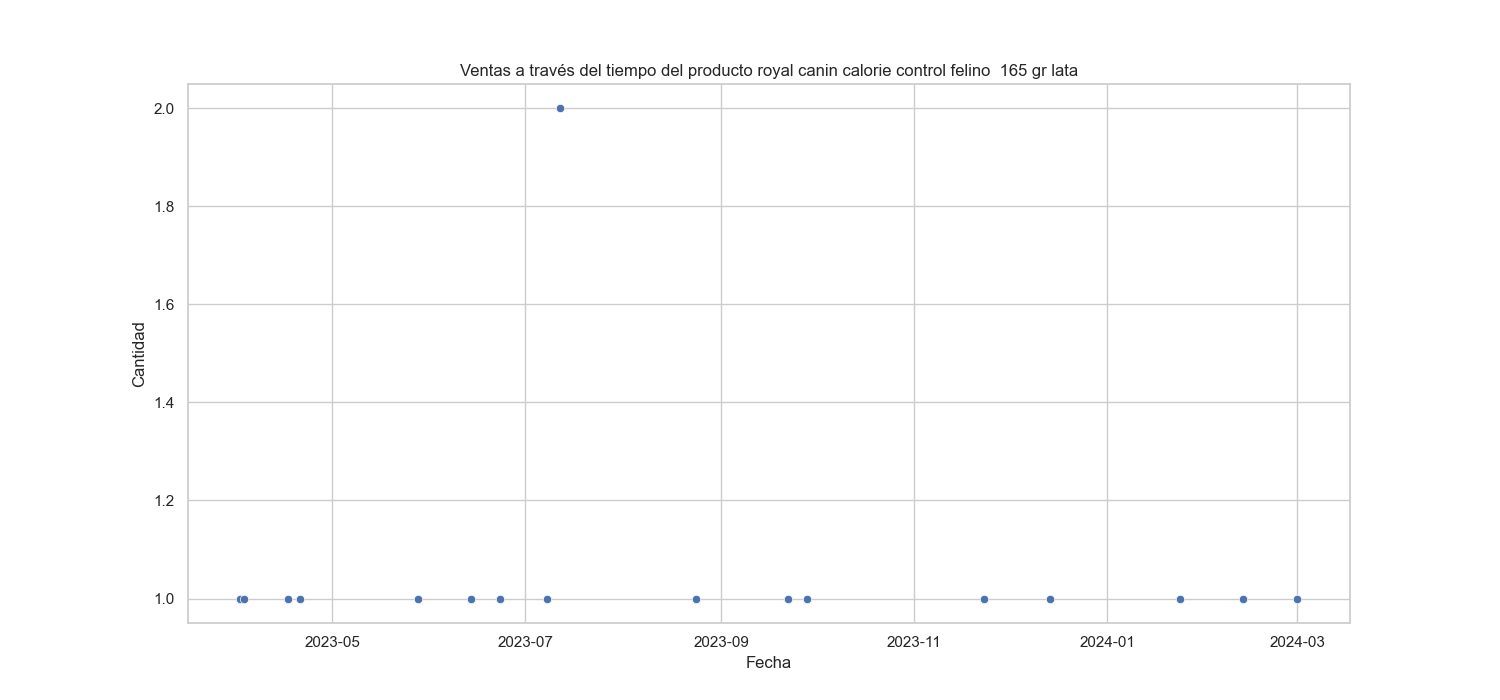 Ventas a través del tiempo del producto royal canin calorie control felino  165 gr lata
2.0
1.8
1.6
1.4
1.2
1.0
Cantidad
2023-05 2023-07 2023-09 2023-11 2024-01 2024-03
Fecha